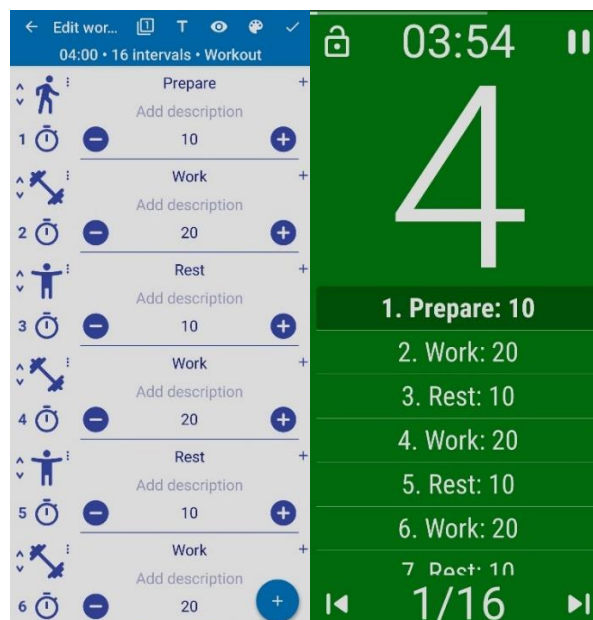 Edit wor...
04:00 • 16 intervals • Workout
Prepare
Add description
1 10
Work
Add description
2 20
Rest
Add description
3 10
Work
Add description
4 20
Rest
Add description
5 10
Work
Add description
6 20
03:54
4
1. Prepare: 10
2. Work: 20
3. Rest: 10
4. Work: 20
5. Rest: 10
6. Work: 20
7. Rest: 10
1/16